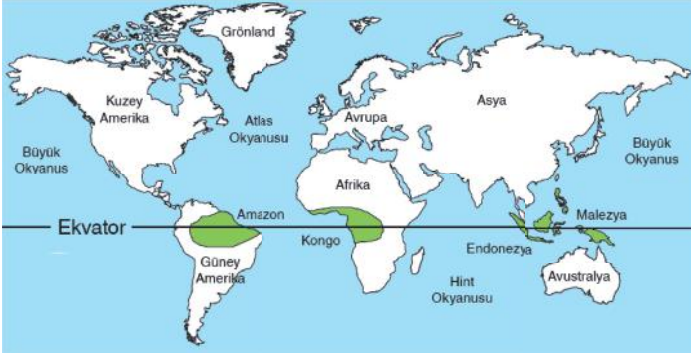 Grönland
Kuzey
Amerika
Asya
Atlas
Okyanusu
Avrupa
Büyük
Okyanus
Büyük
Okyanus
Afrika
Amazon
Malezya
Ekvator
Kongo
Endonezya
Güney
Amerika
Hint
Okyanusu
Avustralya